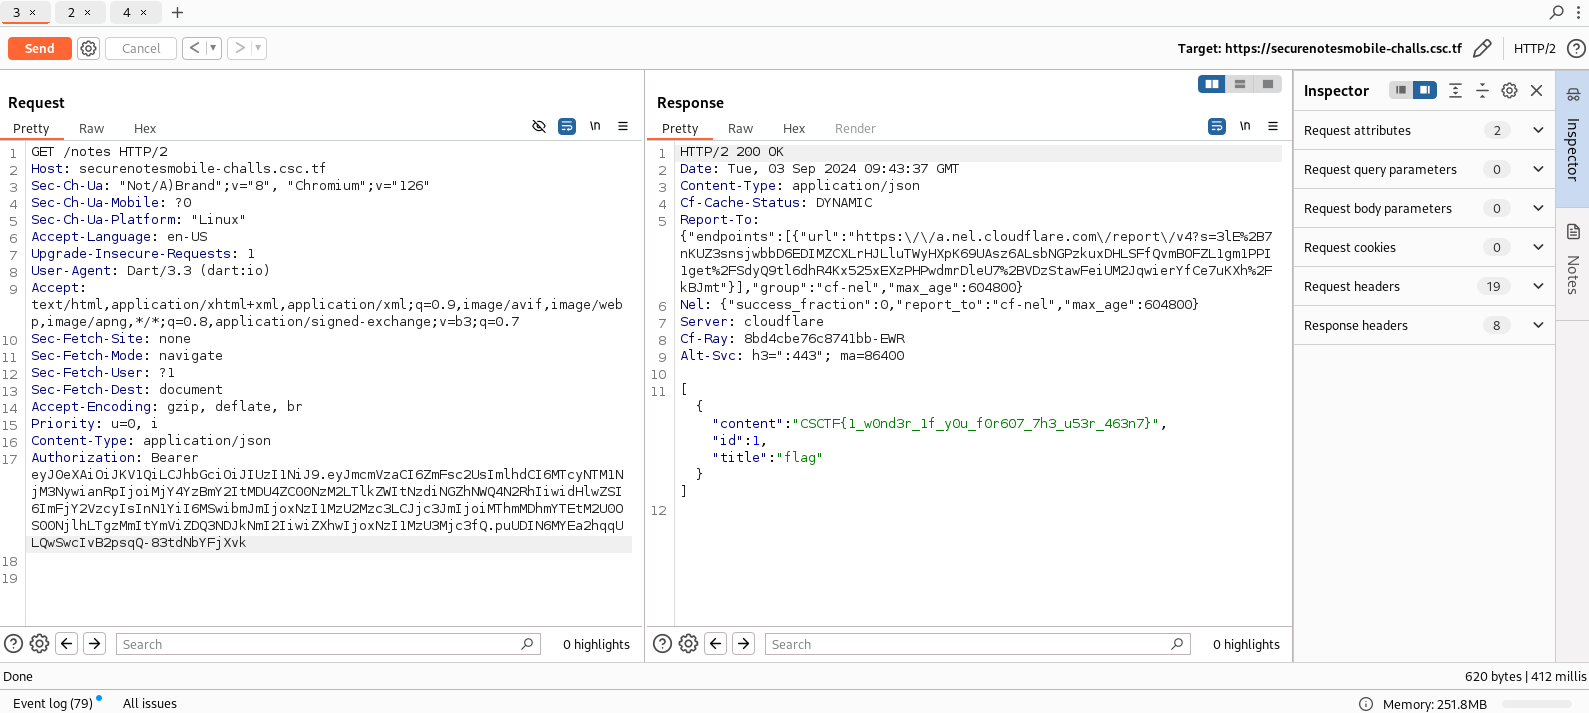 3 × 2 × 4 × +
Send Cancel < ▼ > ▼ Target: https://securenotesmobile-challs.csc.tf HTTP/2 ?
Request
Pretty Raw Hex \n
1 GET /notes HTTP/2
2 Host: securenotesmobile-challs.csc.tf
3 Sec-Ch-Ua: "Not/A)Brand";v="8", "Chromium";v="126"
4 Sec-Ch-Ua-Mobile: ?0
5 Sec-Ch-Ua-Platform: "Linux"
6 Accept-Language: en-US
7 Upgrade-Insecure-Requests: 1
8 User-Agent: Dart/3.3 (dart:io)
9 Accept:
text/html,application/xhtml+xml,application/xml;q=0.9,image/avif,image/web
p,image/apng,*/*;q=0.8,application/signed-exchange;v=b3;q=0.7
10 Sec-Fetch-Site: none
11 Sec-Fetch-Mode: navigate
12 Sec-Fetch-User: ?1
13 Sec-Fetch-Dest: document
14 Accept-Encoding: gzip, deflate, br
15 Priority: u=0, i
16 Content-Type: application/json
17 Authorization: Bearer
eyJ0eXAiOiJKV1QiLCJhbGciOiJIUzI1NiJ9.eyJmcmVzaCI6ZmFsc2UsImlhdCI6MTcyNTM1N
jM3NywianRpIjoiMjY4YzBmY2ItMDU4ZC00NzM2LTlkZWItNzdiNGZhNWQ4N2RhIiwidHlwZSI
6ImFjY2VzcyIsInN1YiI6MSwibmJmIjoxNzI1MzU2Mzc3LCJjc3JmIjoiMThmMDhmYTEtM2U0O
S00NjlhLTgzMmItYmViZDQ3NDJkNmI2IiwiZXhwIjoxNzI1MzU3Mjc3fQ.puUDIN6MYEa2hqqU
LQwSwcIvB2psqQ-83tdNbYFjXvk
18
19
Search 0 highlights
Response
Pretty Raw Hex Render \n
1 HTTP/2 200 OK
2 Date: Tue, 03 Sep 2024 09:43:37 GMT
3 Content-Type: application/json
4 Cf-Cache-Status: DYNAMIC
5 Report-To:
{"endpoints":[{"url":"https:\/\/a.nel.cloudflare.com\/report\/v4?s=3lE%2B7
nKUZ3snsjwbbD6EDIMZCXLrHJLluTWyHXpK69UAsz6ALsbNGPzkuxDHLSFfQvmBOFZL1gm1PPI
1get%2FSdyQ9tl6dhR4Kx525xEXzPHPwdmrDleU7%2BVDzStawFeiUM2JqwierYfCe7uKXh%2F
kBJmt"}],"group":"cf-nel","max_age":604800}
6 Nel: {"success_fraction":0,"report_to":"cf-nel","max_age":604800}
7 Server: cloudflare
8 Cf-Ray: 8bd4cbe76c8741bb-EWR
9 Alt-Svc: h3=":443"; ma=86400
10
11 [
{
"content":"CSCTF{1_w0nd3r_1f_y0u_f0r607_7h3_u53r_463n7}",
"id":1,
"title":"flag"
}
]
12
Search 0 highlights
Inspector
Request attributes 2
Request query parameters 0
Request body parameters 0
Request cookies 0
Request headers 19
Response headers 8
Inspector
Notes
Done 620 bytes | 412 millis
Event log (79) All issues Memory: 251.8MB